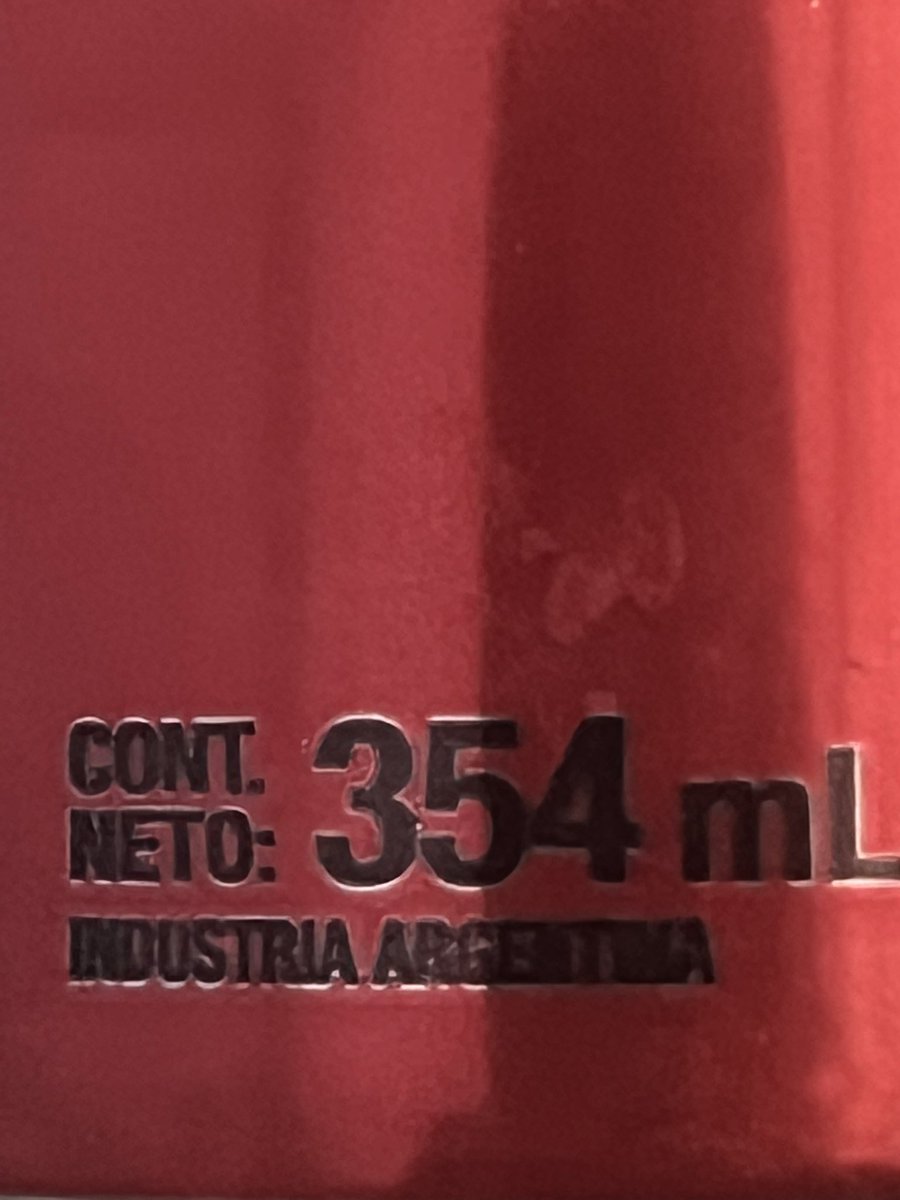 CONT.
NETO: 354 mL
INDUSTRIA ARGENTINA